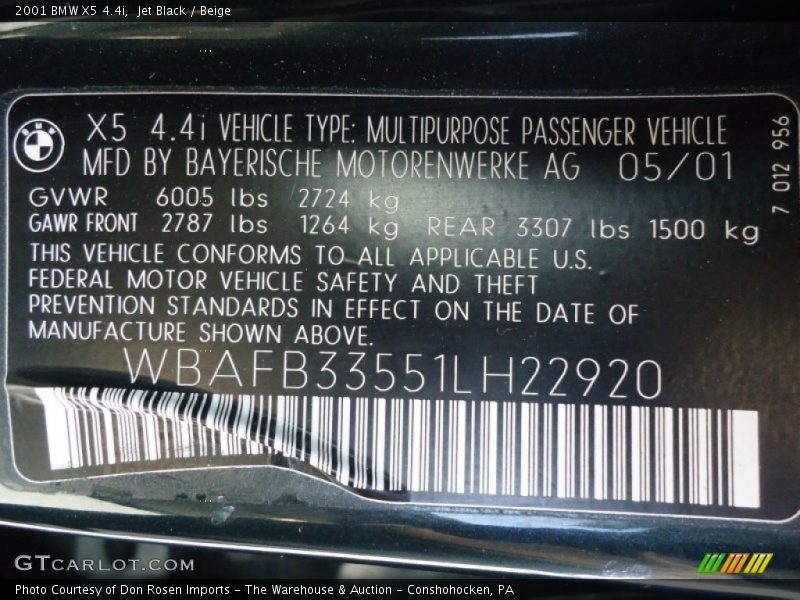 2001 BMW X5 4.4i, Jet Black / Beige
BMW
X5 4.4i VEHICLE TYPE: MULTIPURPOSE PASSENGER VEHICLE
MFD BY BAYERISCHE MOTORENWERKE AG 05/01
GVWR 6005 lbs 2724 kg
GAWR FRONT 2787 lbs 1264 kg REAR 3307 lbs 1500 kg
THIS VEHICLE CONFORMS TO ALL APPLICABLE U.S.
FEDERAL MOTOR VEHICLE SAFETY AND THEFT
PREVENTION STANDARDS IN EFFECT ON THE DATE OF
MANUFACTURE SHOWN ABOVE.
WBAFB33551LH22920
7 012 956
GTCARLOT.COM
Photo Courtesy of Don Rosen Imports - The Warehouse & Auction - Conshohocken, PA